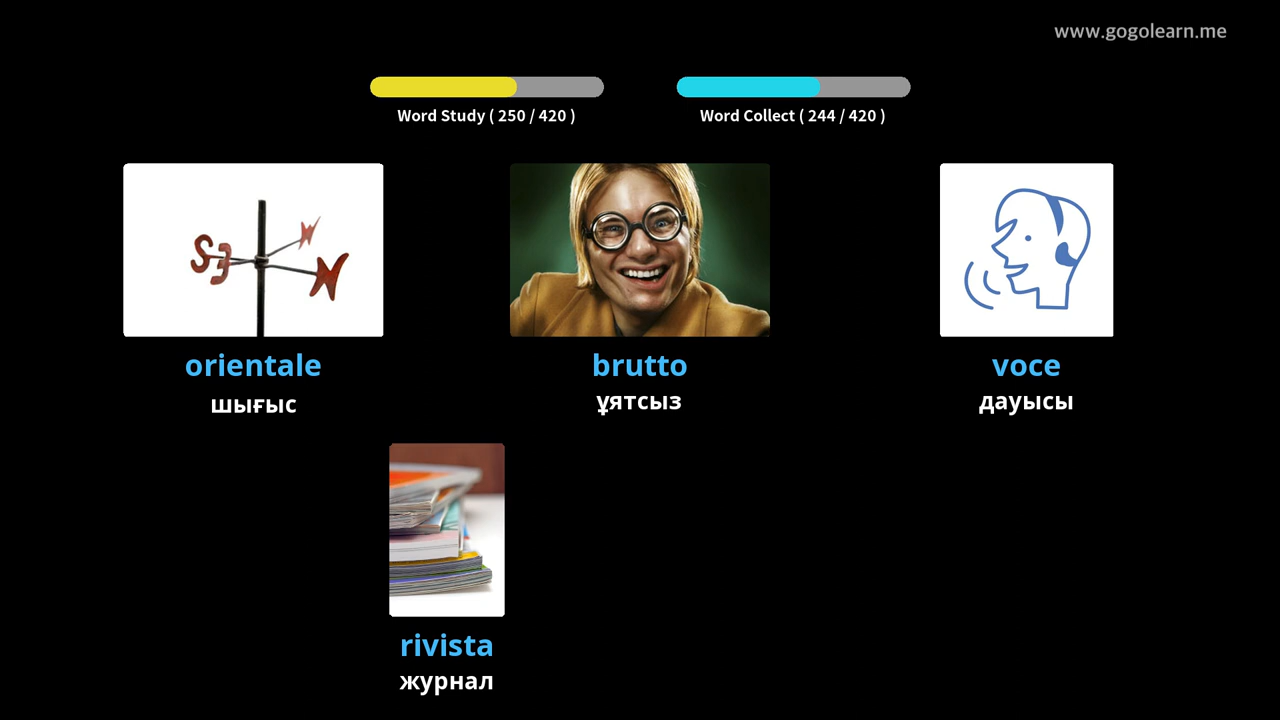 www.gogolearn.me
Word Study ( 250 / 420 )
Word Collect ( 244 / 420 )
S E N N
orientale
шығыс
brutto
ұятсыз
voce
дауысы
rivista
журнал